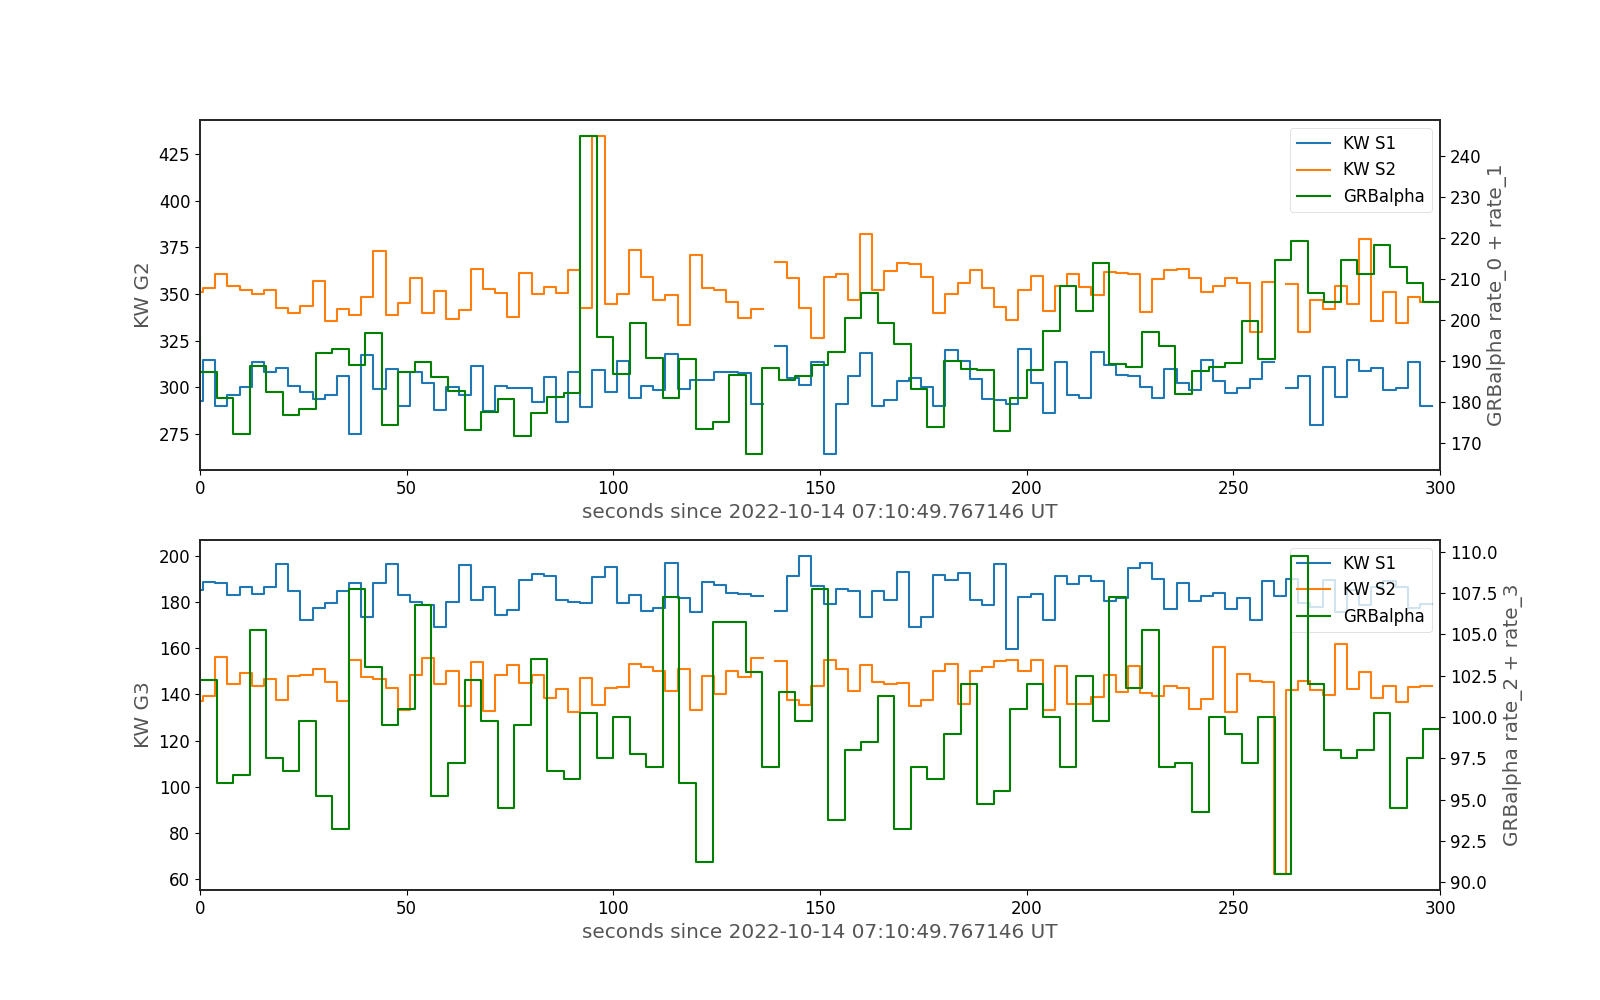 425
400
375
350
325
300
275
KW G2
240
230
220
210
200
190
180
170
GRBalpha rate_0 + rate_1
KW S1
KW S2
GRBalpha
0 50 100 150 200 250 300
seconds since 2022-10-14 07:10:49.767146 UT
200
180
160
140
120
100
80
60
KW G3
110.0
107.5
105.0
102.5
100.0
97.5
95.0
92.5
90.0
GRBalpha rate_2 + rate_3
KW S1
KW S2
GRBalpha
0 50 100 150 200 250 300
seconds since 2022-10-14 07:10:49.767146 UT